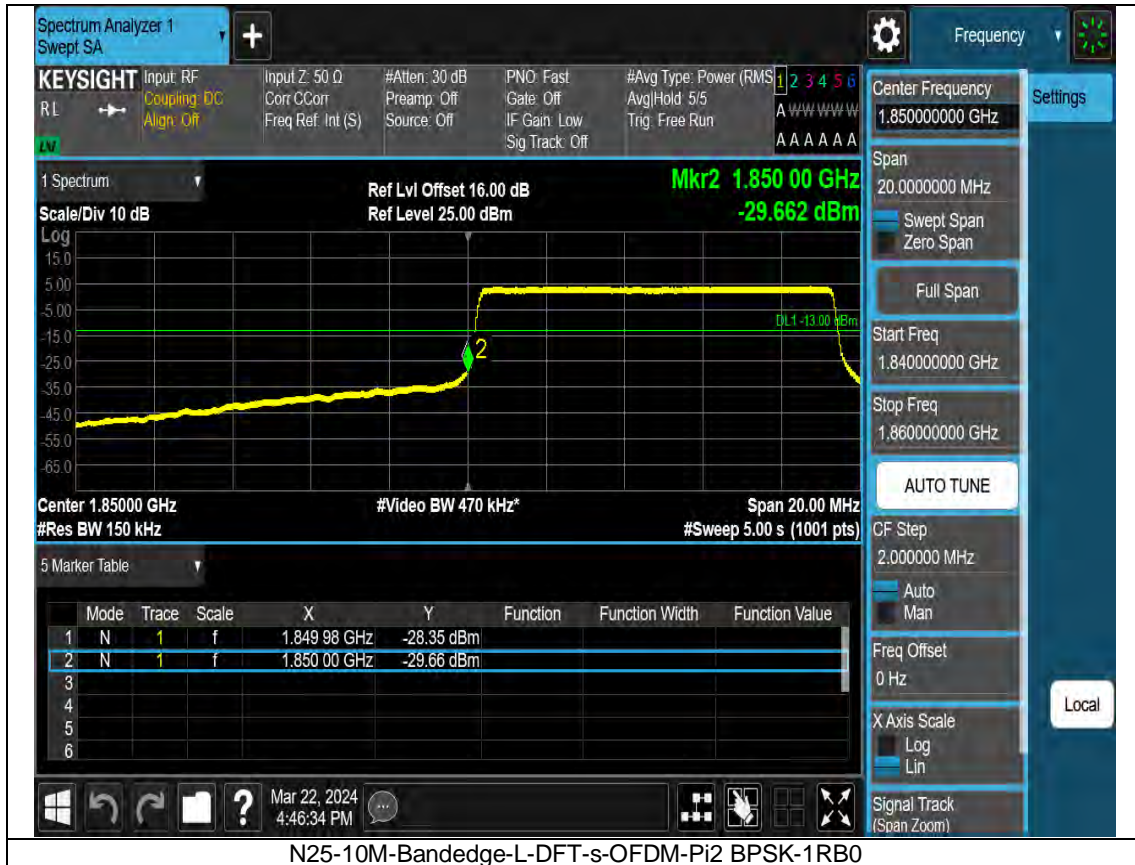 Spectrum Analyzer 1
Swept SA
Frequency
KEYSIGHT
RL
Input: RF
Coupling: DC
Align: Off
Input Z: 50 Ω
Corr CCorr
Freq Ref: Int (S)
#Atten: 30 dB
Preamp: Off
Source: Off
PNO: Fast
Gate: Off
IF Gain: Low
Sig Track: Off
#Avg Type: Power (RMS
Avg|Hold: 5/5
Trig: Free Run
1 2 3 4 5 6
A W W W W W
A A A A A A
1 Spectrum
Scale/Div 10 dB
Ref Lvl Offset 16.00 dB
Ref Level 25.00 dBm
Mkr2 1.850 00 GHz
-29.662 dBm
Log
15.0
5.00
-5.00
-15.0
-25.0
-35.0
-45.0
-55.0
-65.0
DL1 -13.00 dBm
2
Center 1.85000 GHz
#Video BW 470 kHz*
Span 20.00 MHz
#Res BW 150 kHz
#Sweep 5.00 s (1001 pts)
5 Marker Table
Mode Trace Scale X Y Function Function Width Function Value
1 N 1 f 1.849 98 GHz -28.35 dBm
2 N 1 f 1.850 00 GHz -29.66 dBm
3
4
5
6
Mar 22, 2024
4:46:34 PM
?
Center Frequency
1.850000000 GHz
Settings
Span
20.0000000 MHz
Swept Span
Zero Span
Full Span
Start Freq
1.840000000 GHz
Stop Freq
1.860000000 GHz
AUTO TUNE
CF Step
2.000000 MHz
Auto
Man
Freq Offset
0 Hz
X Axis Scale
Log
Lin
Local
Signal Track
(Span Zoom)
N25-10M-Bandedge-L-DFT-s-OFDM-Pi2 BPSK-1RB0